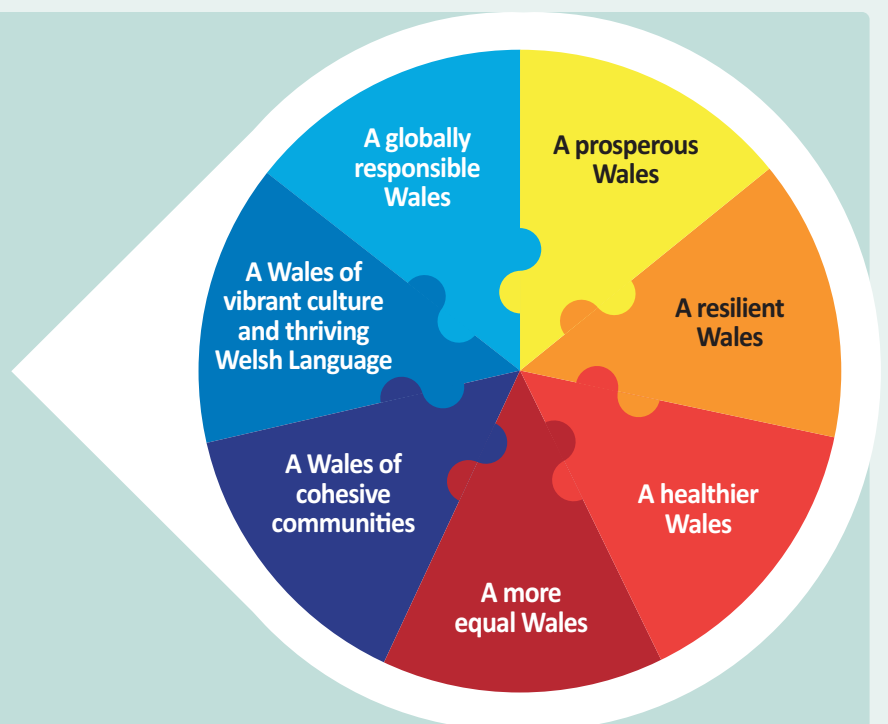 A globally
responsible
Wales
A prosperous
Wales
A resilient
Wales
A healthier
Wales
A more
equal Wales
A Wales of
cohesive
communities
A Wales of
vibrant culture
and thriving
Welsh Language